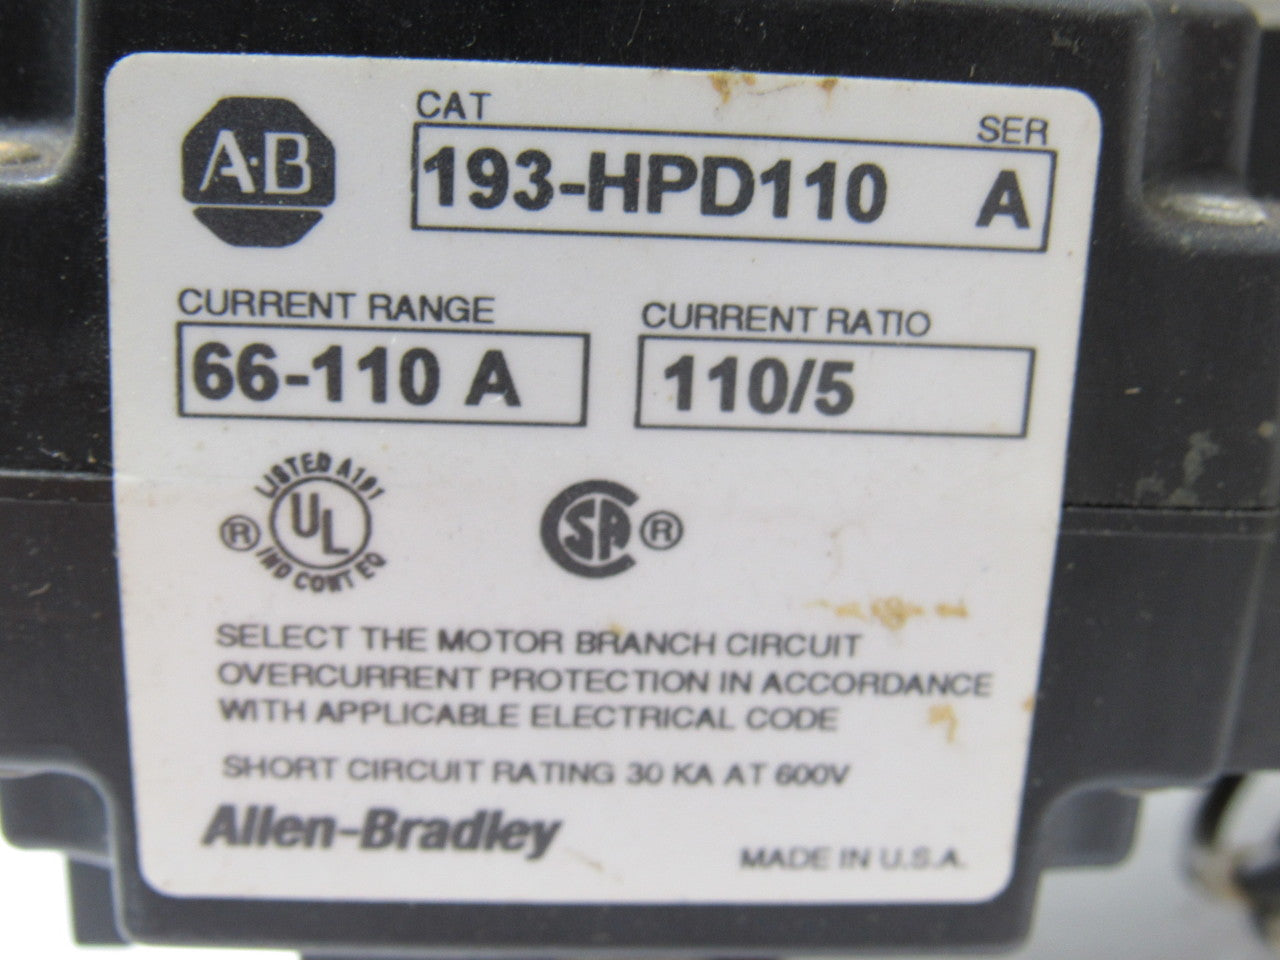 A·B
CAT
SER
193-HPD110 A
CURRENT RANGE
CURRENT RATIO
66-110 A
110/5
LISTED A191
UL
®
IND CONT EQ
CSA ®
SELECT THE MOTOR BRANCH CIRCUIT
OVERCURRENT PROTECTION IN ACCORDANCE
WITH APPLICABLE ELECTRICAL CODE
SHORT CIRCUIT RATING 30 KA AT 600V
Allen-Bradley
MADE IN U.S.A.